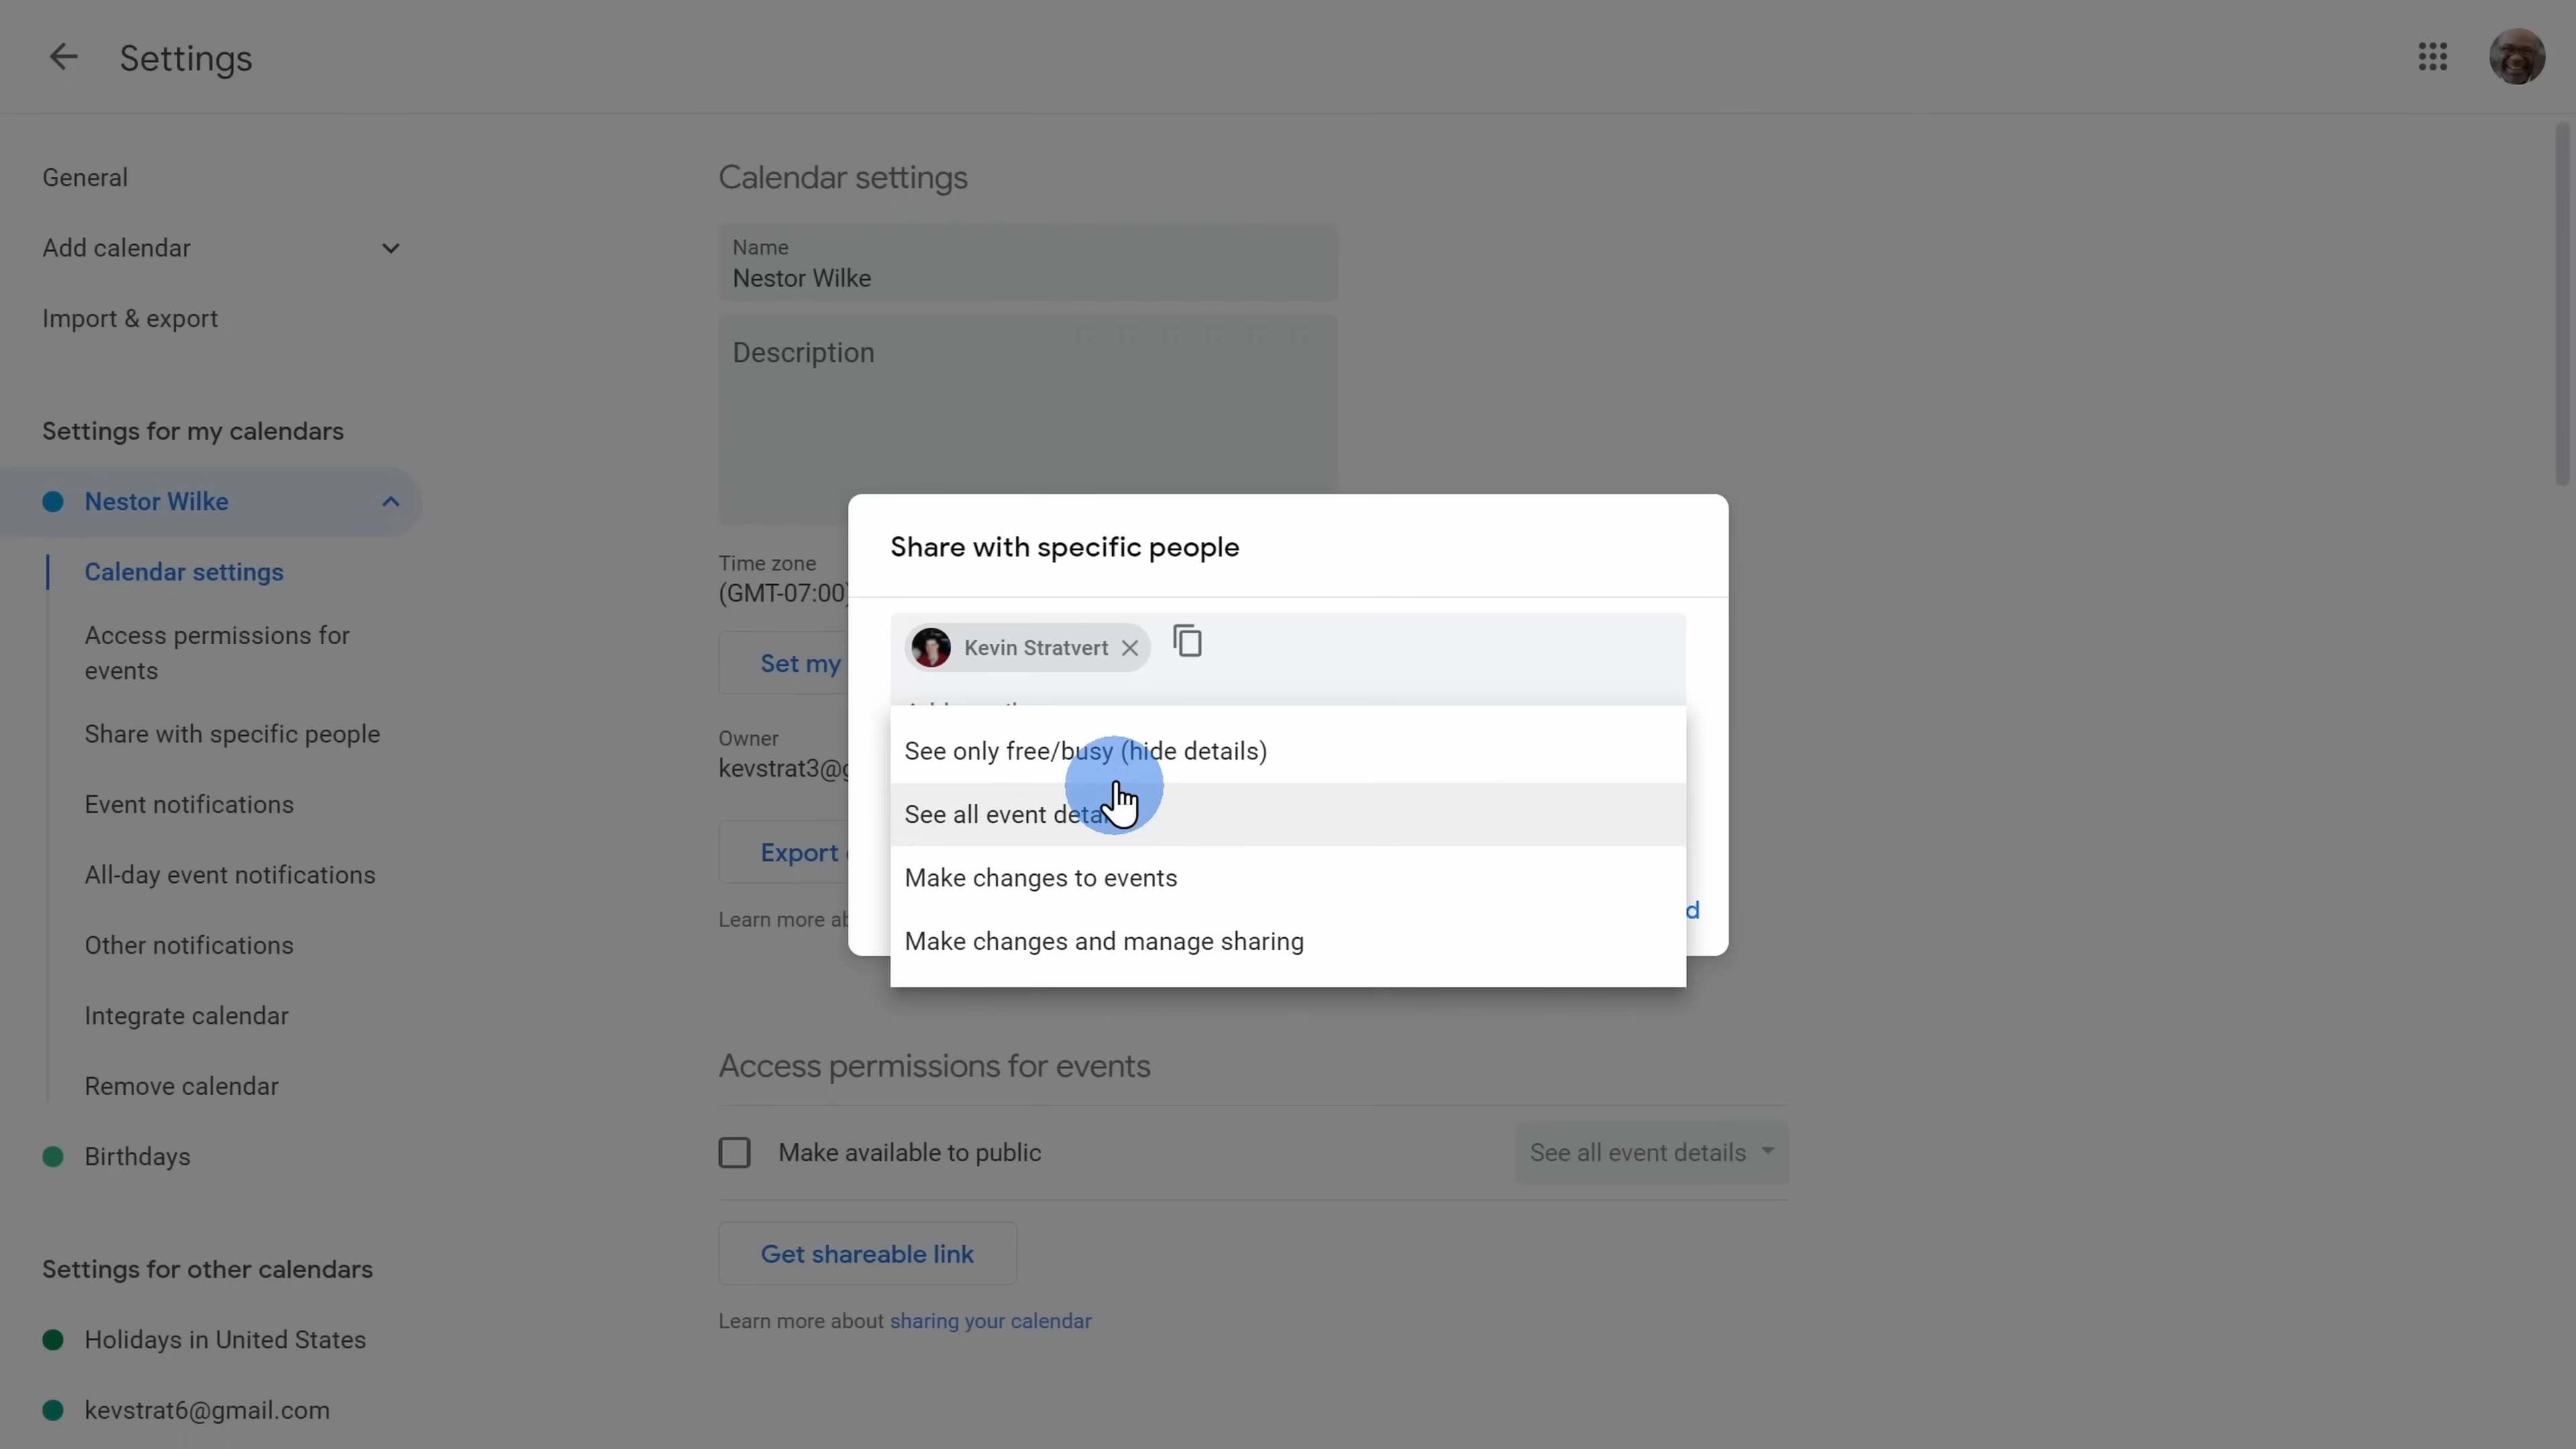 Settings
General
Add calendar
Import & export
Settings for my calendars
Nestor Wilke
Calendar settings
Access permissions for
events
Share with specific people
Event notifications
All-day event notifications
Other notifications
Integrate calendar
Remove calendar
Birthdays
Settings for other calendars
Holidays in United States
kevstrat6@gmail.com
Calendar settings
Name
Nestor Wilke
Description
Time zone
(GMT-07:00)
Set my
Owner
kevstrat3@g
Export
Learn more ab
Share with specific people
Kevin Stratvert
See only free/busy (hide details)
See all event detai
Make changes to events
Make changes and manage sharing
d
Access permissions for events
Make available to public
See all event details
Get shareable link
Learn more about sharing your calendar